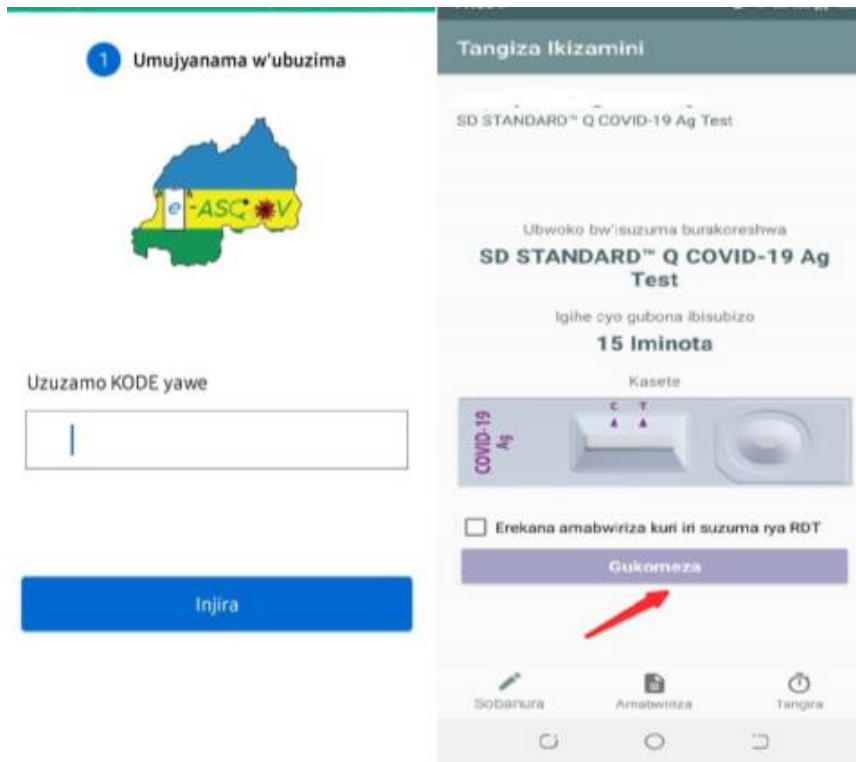 1 Umujyanama w'ubuzima
e-ASCOV
Uzuzamo KODE yawe
Injira
Tangiza Ikizamini
SD STANDARD™ Q COVID-19 Ag Test
Ubwoko bw'isuzuma burakoreshwa
SD STANDARD™ Q COVID-19 Ag
Test
Igihe cyo gubona ibisubizo
15 Iminota
Kasete
COVID-19
Ag
C T
Erekana amabwiriza kuri iri suzuma rya RDT
Gukomeza
Sobanura
Amabwiriza
Tangira